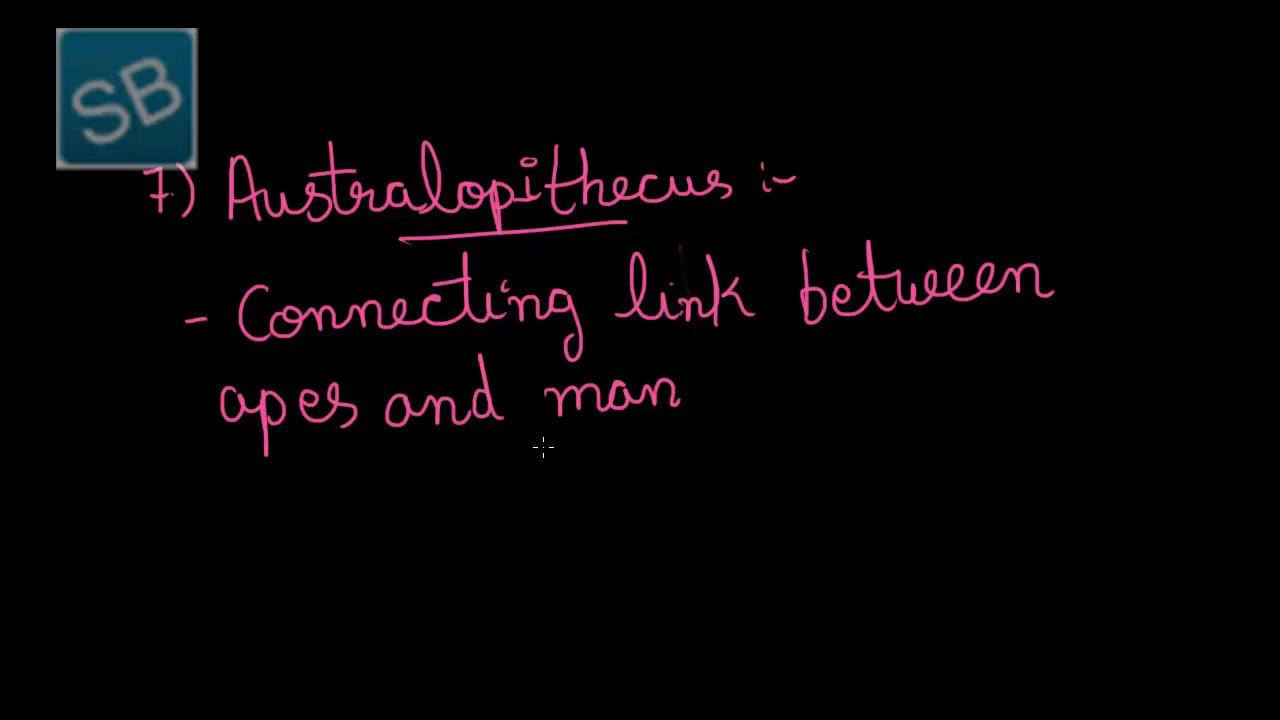 SB
7) Australopithecus :-
- Connecting link between
apes and man